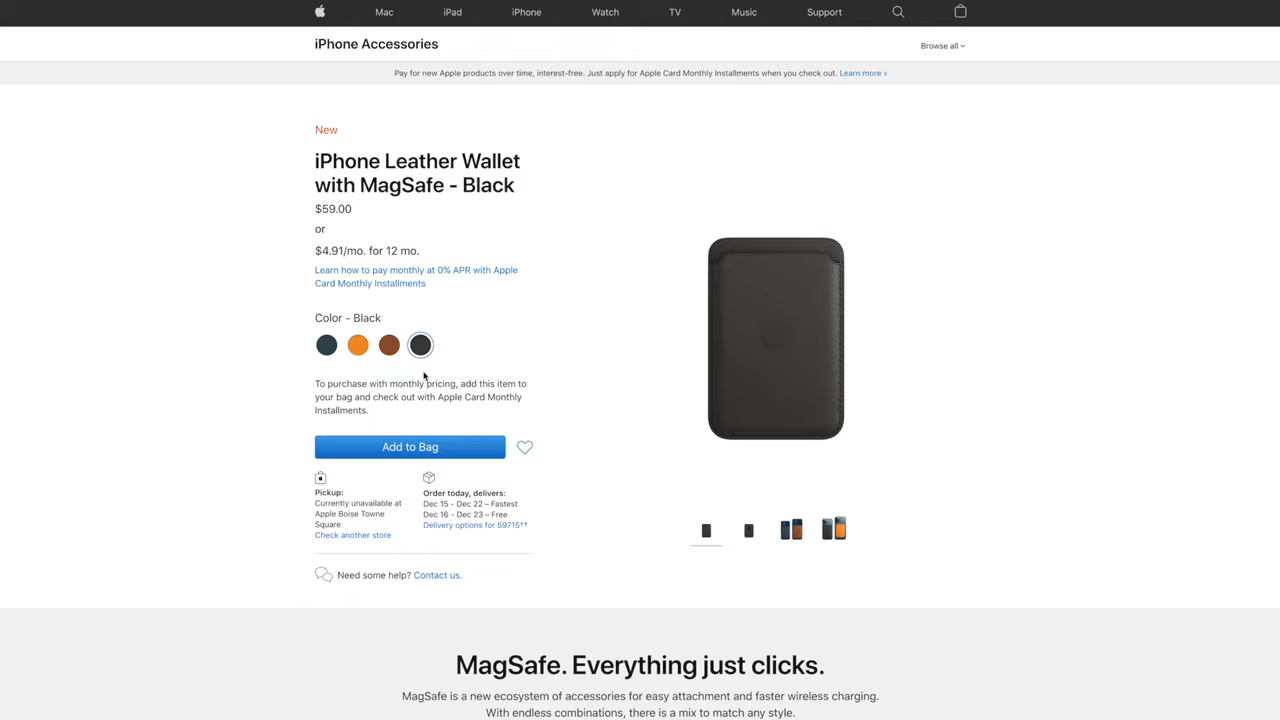 Mac iPad iPhone Watch TV Music Support
iPhone Accessories
Browse all
Pay for new Apple products over time, interest-free. Just apply for Apple Card Monthly Installments when you check out. Learn more >
New
iPhone Leather Wallet
with MagSafe - Black
$59.00
or
$4.91/mo. for 12 mo.
Learn how to pay monthly at 0% APR with Apple
Card Monthly Installments
Color - Black
To purchase with monthly pricing, add this item to
your bag and check out with Apple Card Monthly
Installments.
Add to Bag
Pickup:
Currently unavailable at
Apple Boise Towne
Square
Check another store
Order today, delivers:
Dec 15 - Dec 22 – Fastest
Dec 16 - Dec 23 – Free
Delivery options for 59715††
Need some help? Contact us.
MagSafe. Everything just clicks.
MagSafe is a new ecosystem of accessories for easy attachment and faster wireless charging.
With endless combinations, there is a mix to match any style.